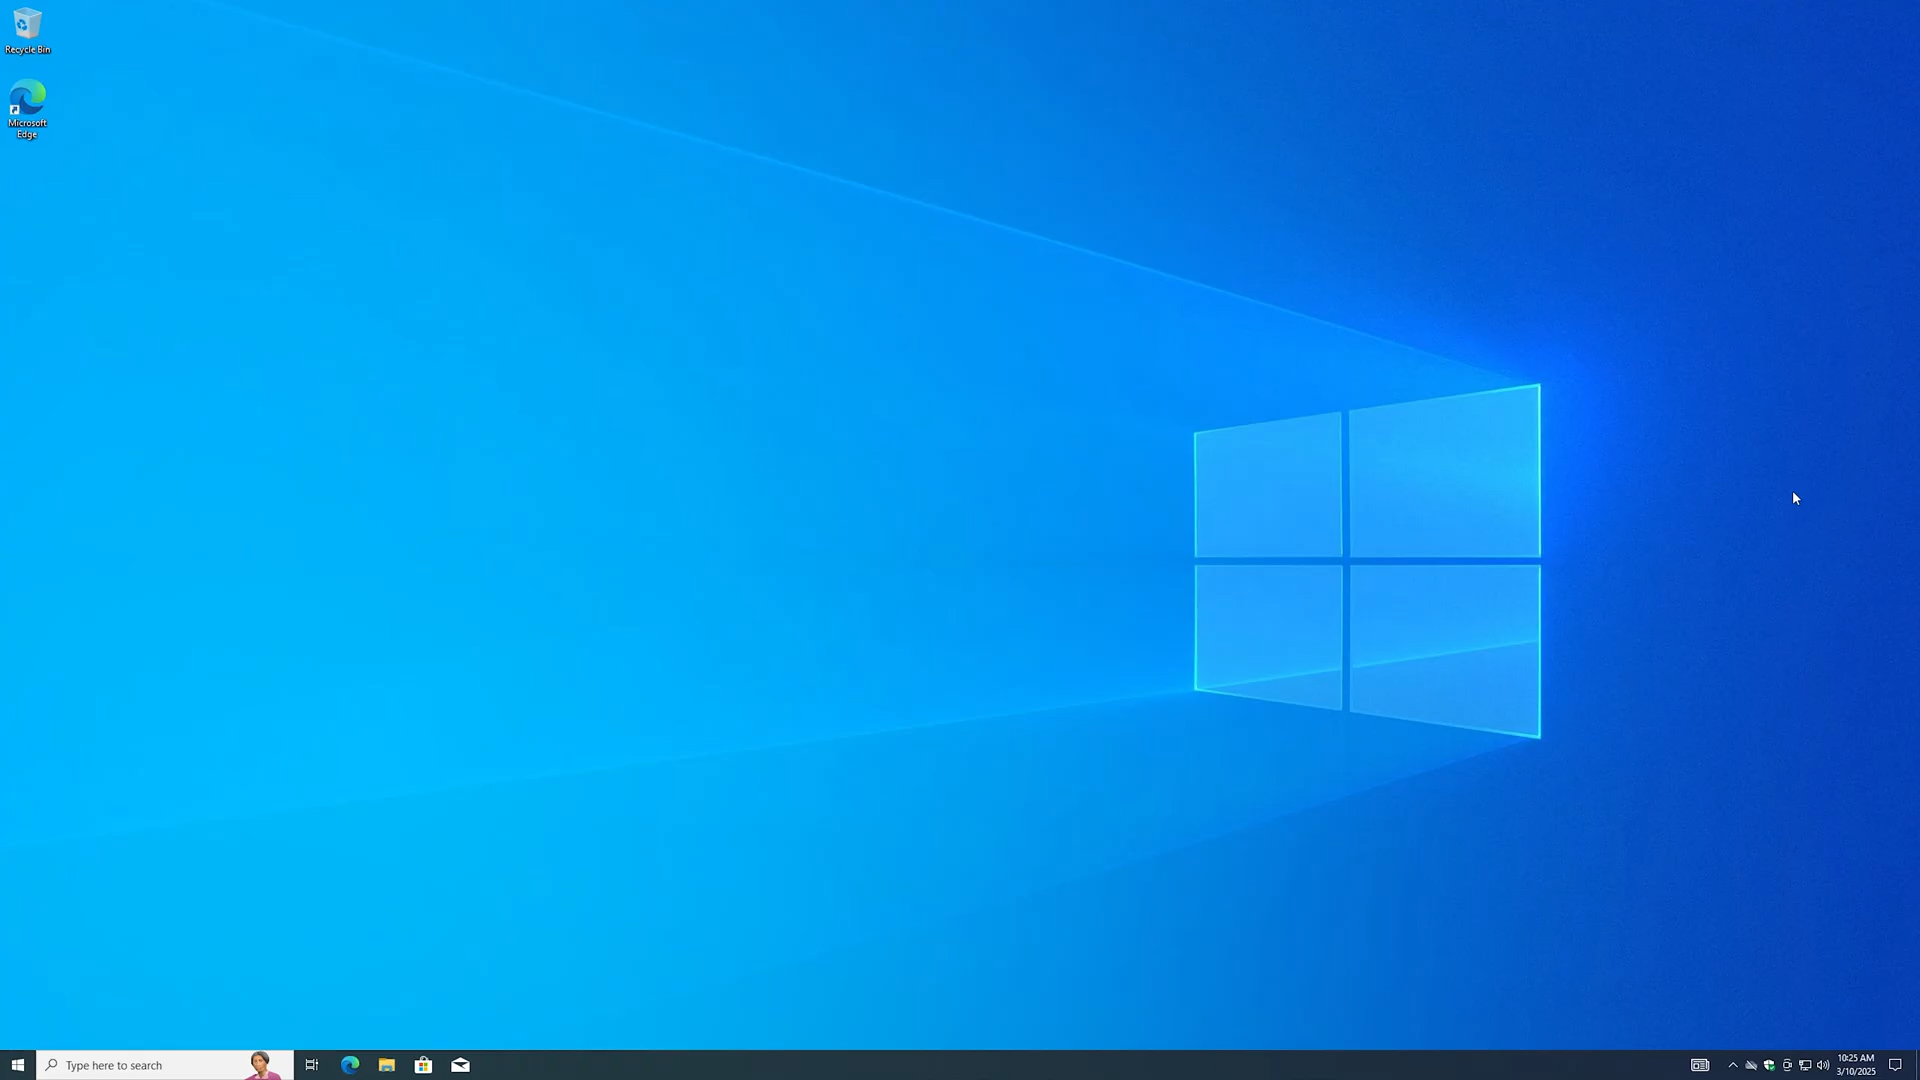 Recycle Bin
Microsoft
Edge
Type here to search
10:25 AM
3/10/2025